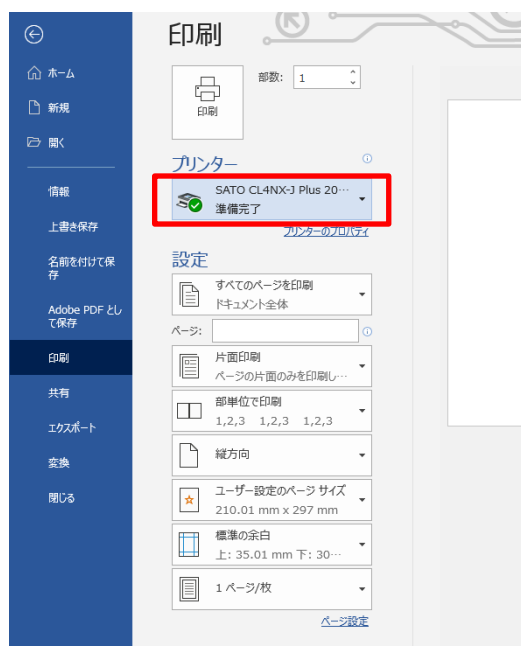 印刷
ホーム
新規
開く
情報
上書き保存
名前を付けて保
存
Adobe PDF とし
て保存
印刷
共有
エクスポート
変換
閉じる
印刷
部数: 1
プリンター
SATO CL4NX-J Plus 20…
準備完了
プリンターのプロパティ
設定
すべてのページを印刷
ドキュメント全体
ページ:
片面印刷
ページの片面のみを印刷し…
部単位で印刷
1,2,3 1,2,3 1,2,3
縦方向
ユーザー設定のページ サイズ
210.01 mm x 297 mm
標準の余白
上: 35.01 mm 下: 30…
1 ページ/枚
ページ設定